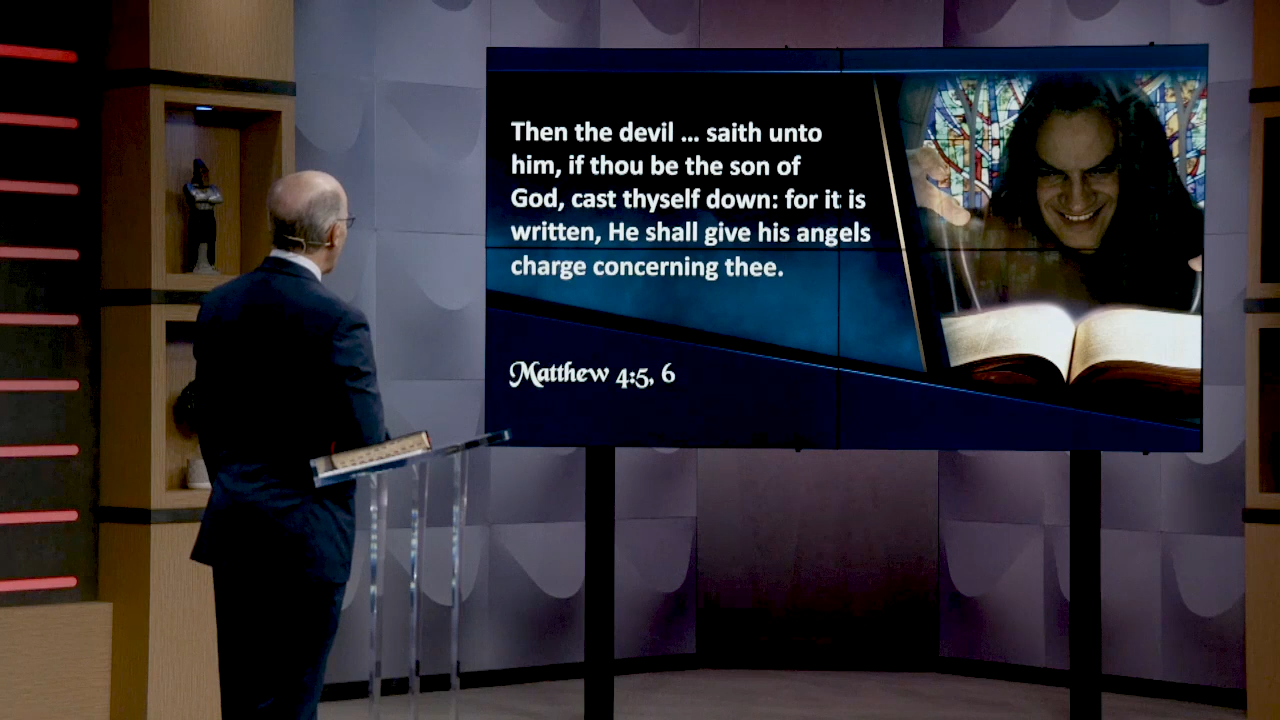 Then the devil ... saith unto
him, if thou be the son of
God, cast thyself down: for it is
written, He shall give his angels
charge concerning thee.
Matthew 4:5, 6